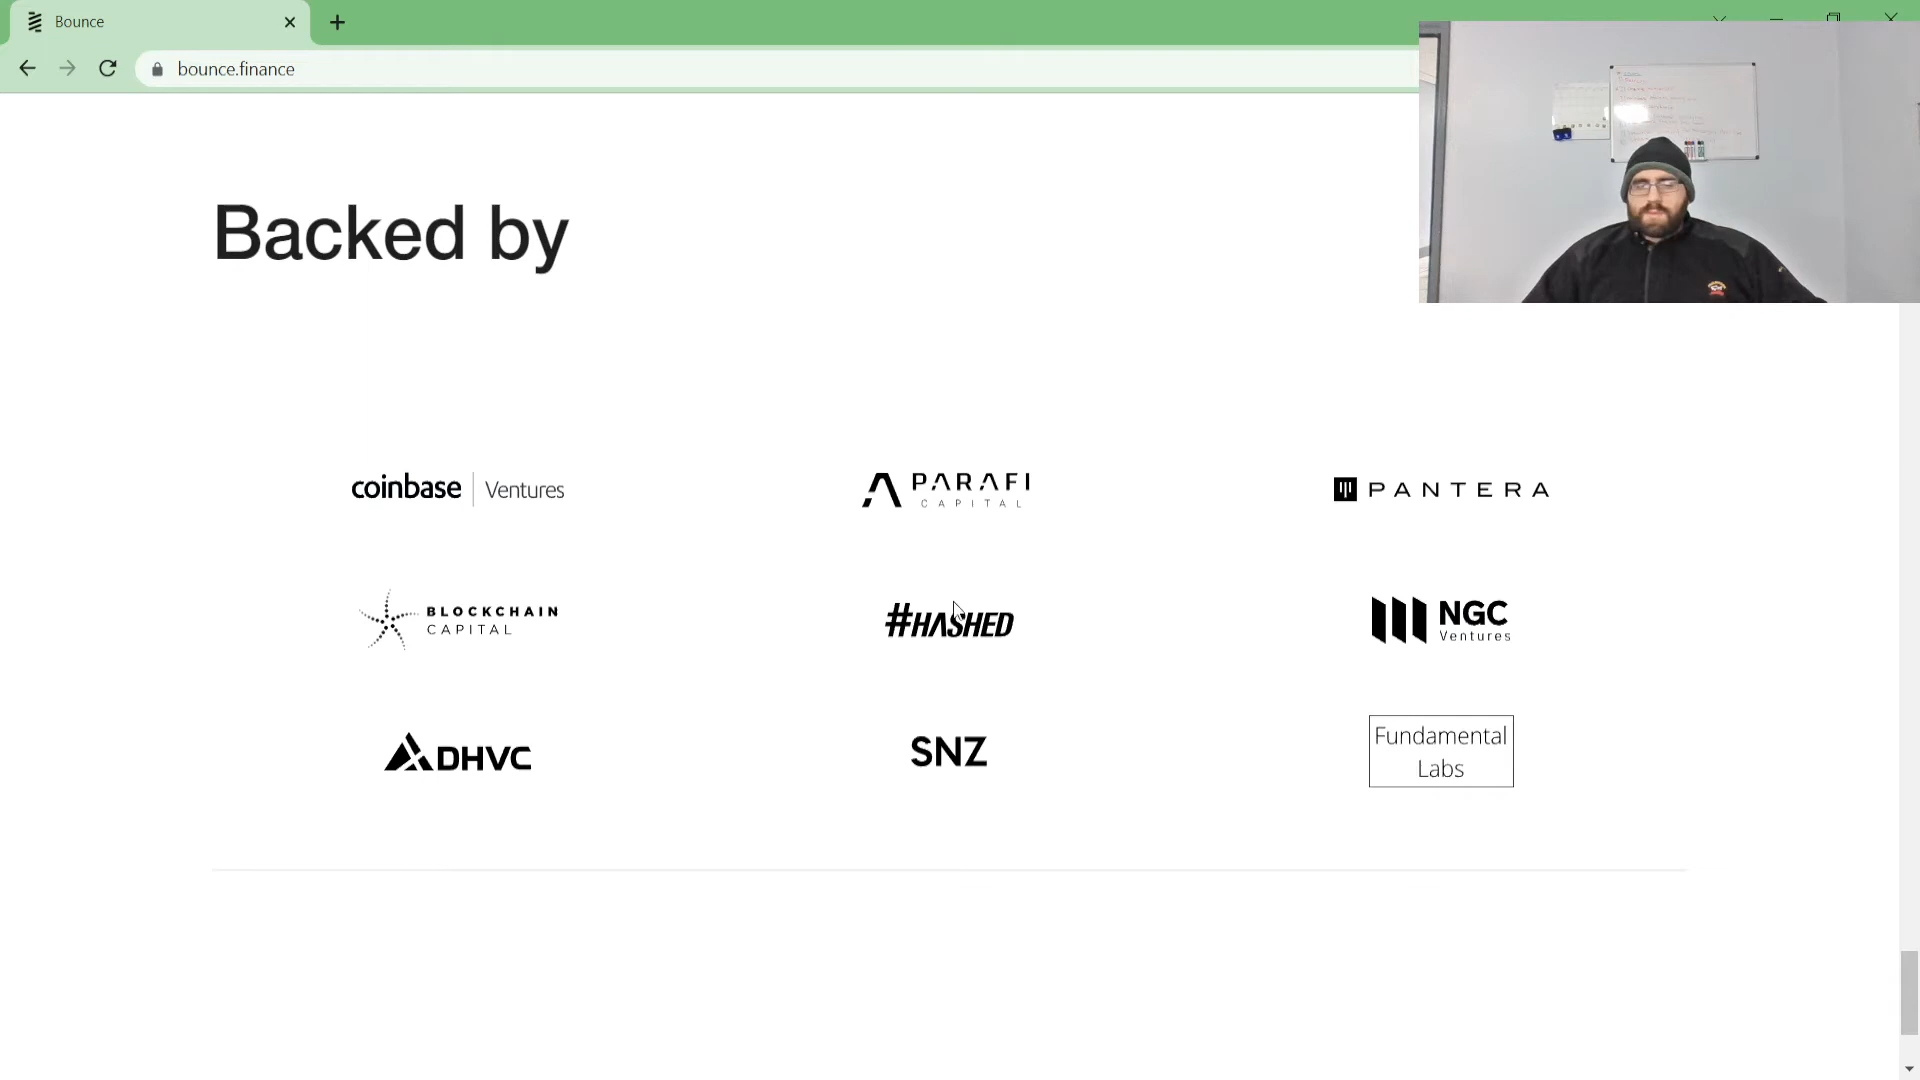 Bounce
bounce.finance
Backed by
coinbase | Ventures
PARAFI
CAPITAL
PANTERA
BLOCKCHAIN
CAPITAL
#HASHED
NGC
Ventures
DHVC
SNZ
Fundamental
Labs